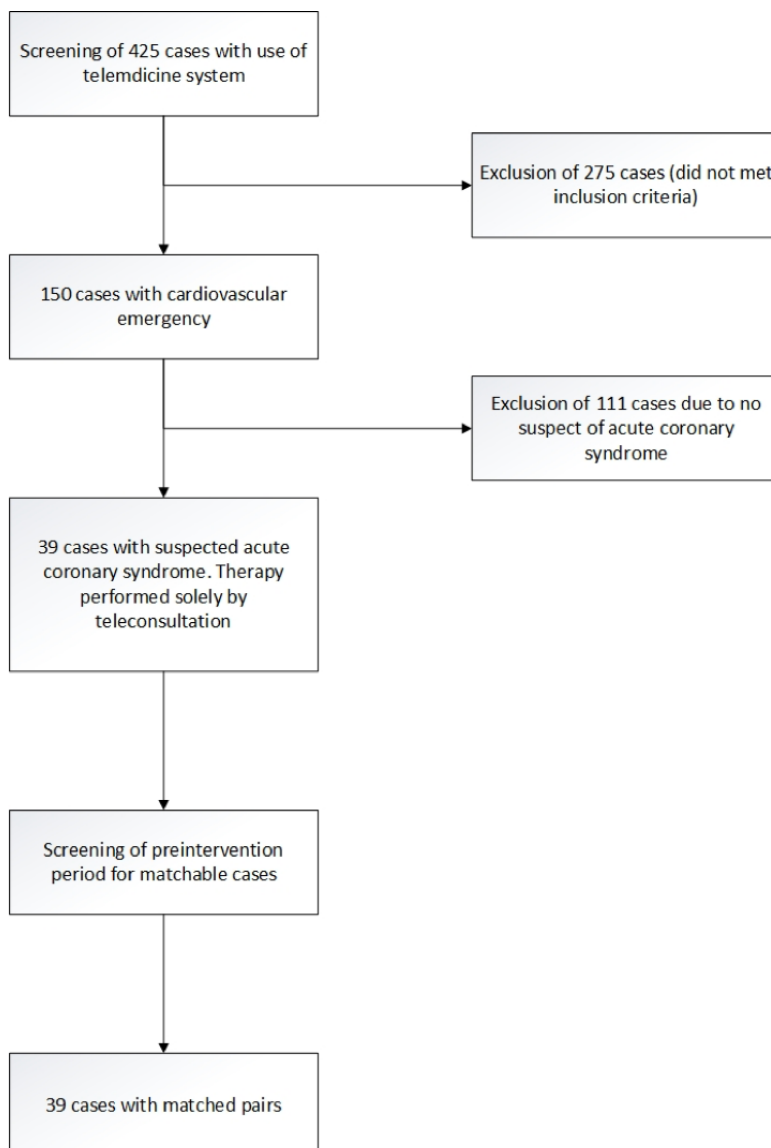 Screening of 425 cases with use of
telemdicine system
Exclusion of 275 cases (did not met
inclusion criteria)
150 cases with cardiovascular
emergency
Exclusion of 111 cases due to no
suspect of acute coronary
syndrome
39 cases with suspected acute
coronary syndrome. Therapy
performed solely by
teleconsultation
Screening of preintervention
period for matchable cases
39 cases with matched pairs